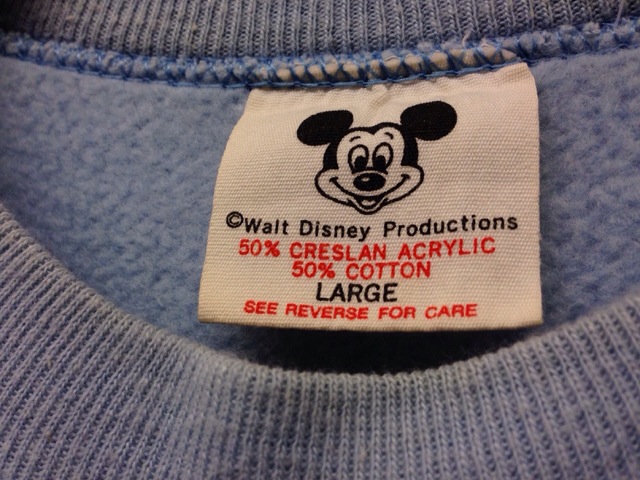 ©Walt Disney Productions
50% CRESLAN ACRYLIC
50% COTTON
LARGE
SEE REVERSE FOR CARE